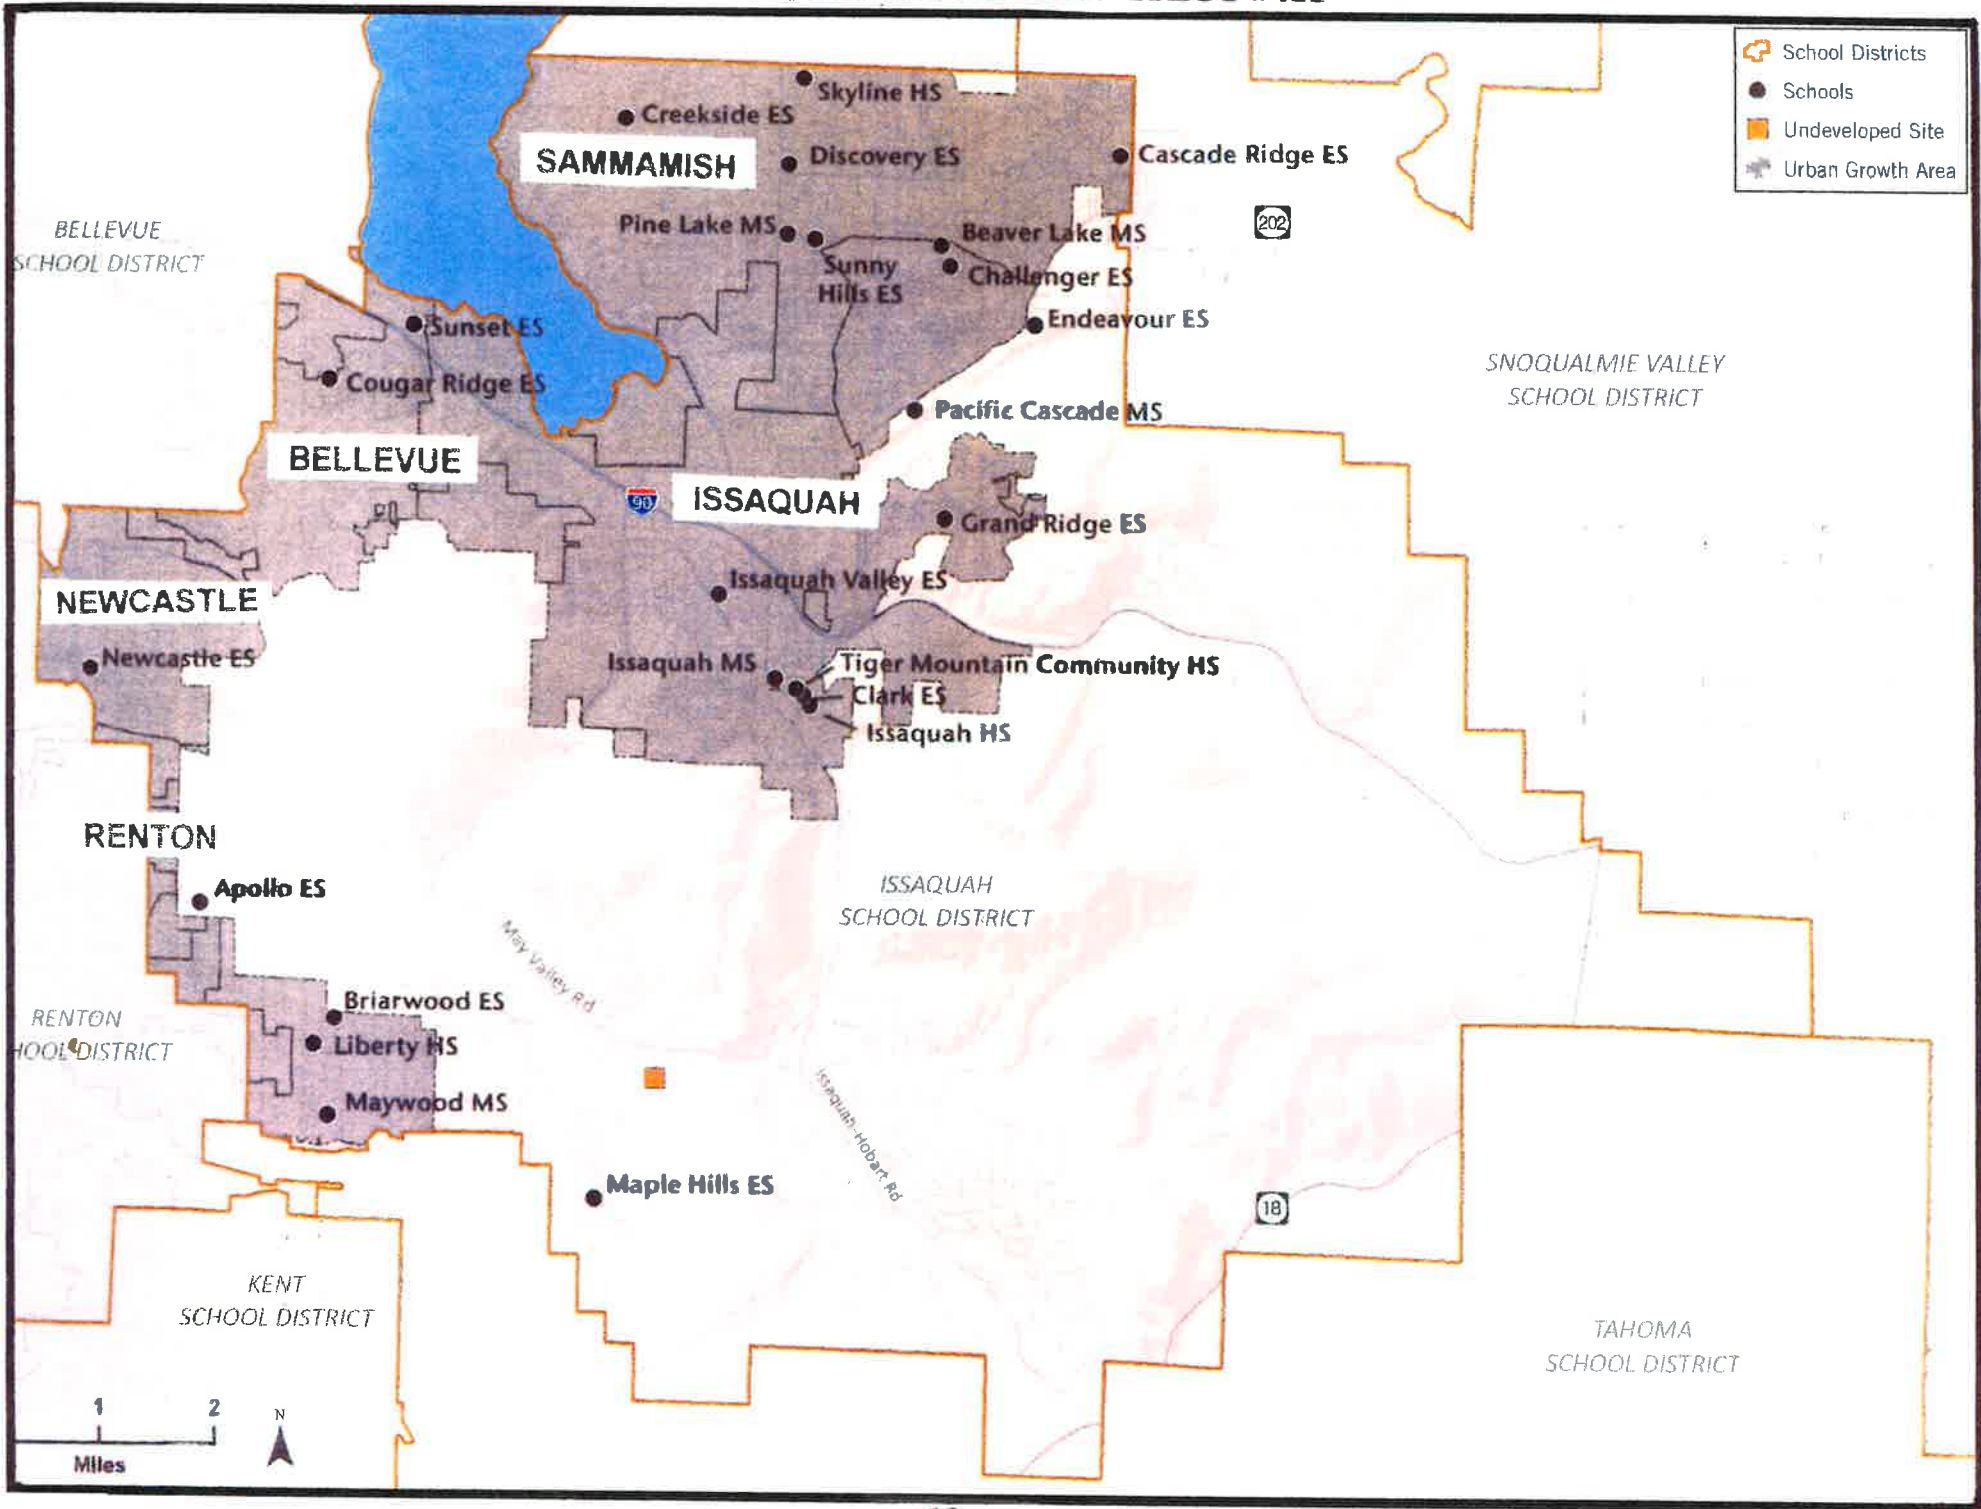 School Districts
Schools
Undeveloped Site
Urban Growth Area
Skyline HS
Creekside ES
SAMMAMISH
Discovery ES
Cascade Ridge ES
202
BELLEVUE
SCHOOL DISTRICT
Pine Lake MS
Beaver Lake MS
Sunny
Hills ES
Challenger ES
Endeavour ES
Sunset ES
Cougar Ridge ES
SNOQUALMIE VALLEY
SCHOOL DISTRICT
Pacific Cascade MS
BELLEVUE
90
ISSAQUAH
Grand Ridge ES
Issaquah Valley ES
NEWCASTLE
Newcastle ES
Issaquah MS
Tiger Mountain Community HS
Clark ES
Issaquah HS
RENTON
Apollo ES
ISSAQUAH
SCHOOL DISTRICT
May Valley Rd
Briarwood ES
RENTON
HOOL DISTRICT
Liberty HS
Issaquah-Hobart Rd
Maywood MS
Maple Hills ES
18
KENT
SCHOOL DISTRICT
TAHOMA
SCHOOL DISTRICT
1 2
Miles
N